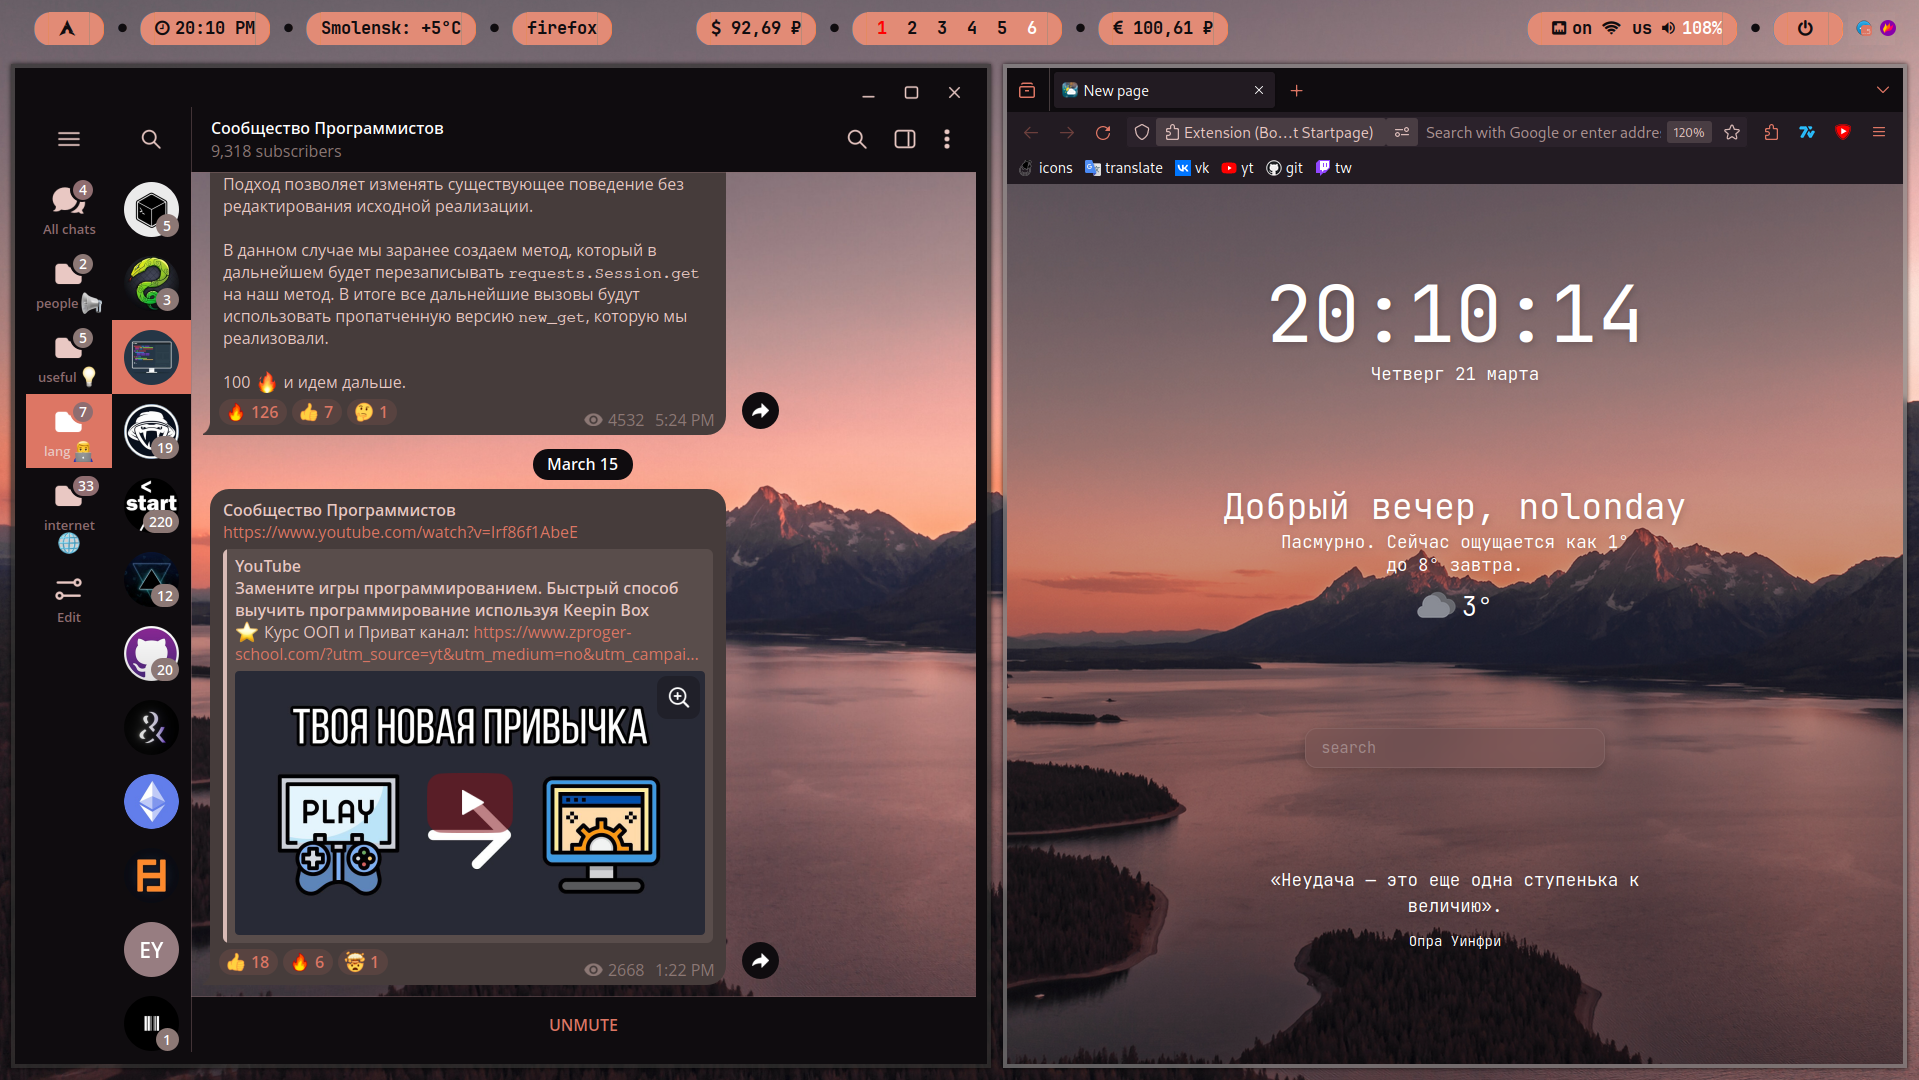 20:10 PM
Smolensk: +5°C
firefox
$ 92,69 ₽
1 2 3 4 5 6
€ 100,61 ₽
on us 108%
Сообщество Программистов
9,318 subscribers
4
All chats
2
people
5
useful
7
lang
33
internet
Edit
5
3
19
< start
220
12
20
EY
1
Подход позволяет изменять существующее поведение без
редактирования исходной реализации.
В данном случае мы заранее создаем метод, который в
дальнейшем будет перезаписывать requests.Session.get
на наш метод. В итоге все дальнейшие вызовы будут
использовать пропатченную версию new_get, которую мы
реализовали.
100 🔥 и идем дальше.
🔥 126 👍 7 🤔 1
4532 5:24 PM
March 15
Сообщество Программистов
https://www.youtube.com/watch?v=lrf86f1AbeE
YouTube
Замените игры программированием. Быстрый способ
выучить программирование используя Keepin Box
⭐ Курс ООП и Приват канал: https://www.zproger-
school.com/?utm_source=yt&utm_medium=no&utm_campai...
ТВОЯ НОВАЯ ПРИВЫЧКА
PLAY
👍 18 🔥 6 🤯 1
2668 1:22 PM
UNMUTE
New page
Extension (Bo...t Startpage)
Search with Google or enter addre
120%
icons
translate
vk
yt
git
tw
20:10:14
Четверг 21 марта
Добрый вечер, nolonday
Пасмурно. Сейчас ощущается как 1°
до 8° завтра.
3°
search
«Неудача — это еще одна ступенька к
величию».
Опра Уинфри